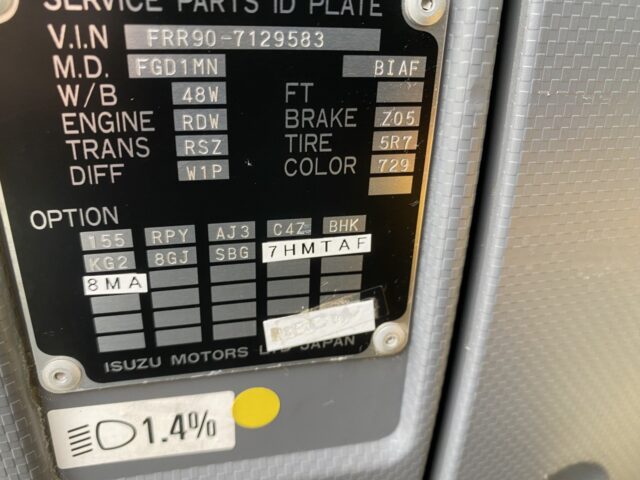 SERVICE PARTS ID PLATE
V.I.N FRR90-7129583
M.D. FGD1MN BIAF
W/B 48W FT
ENGINE RDW BRAKE Z05
TRANS RSZ TIRE 5R7
DIFF W1P COLOR 729
OPTION
155 RPY AJ3 C4Z BHK
KG2 8GJ SBG 7HMTAF
8MA
ISUZU MOTORS LTD JAPAN
1.4%